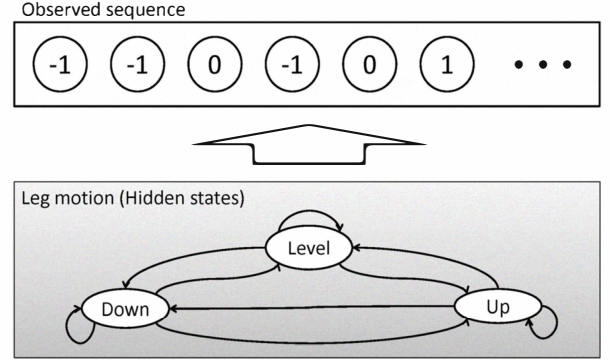 Observed sequence
-1 -1 0 -1 0 1 • • •
Leg motion (Hidden states)
Level
Down
Up